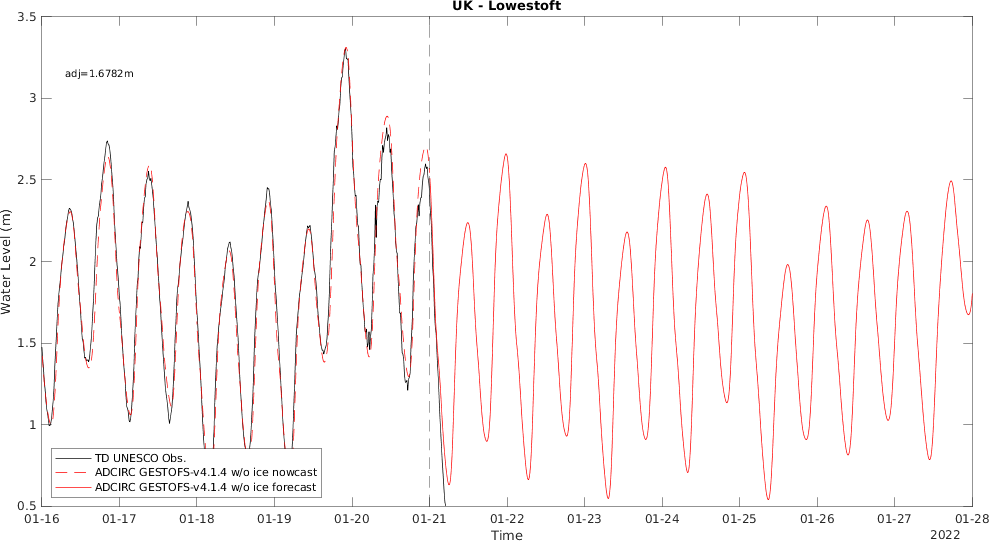 UK - Lowestoft
adj=1.6782m
Water Level (m)
3.5
3
2.5
2
1.5
1
0.5
TD UNESCO Obs.
ADCIRC GESTOFS-v4.1.4 w/o ice nowcast
ADCIRC GESTOFS-v4.1.4 w/o ice forecast
01-16 01-17 01-18 01-19 01-20 01-21 01-22 01-23 01-24 01-25 01-26 01-27 01-28
Time
2022